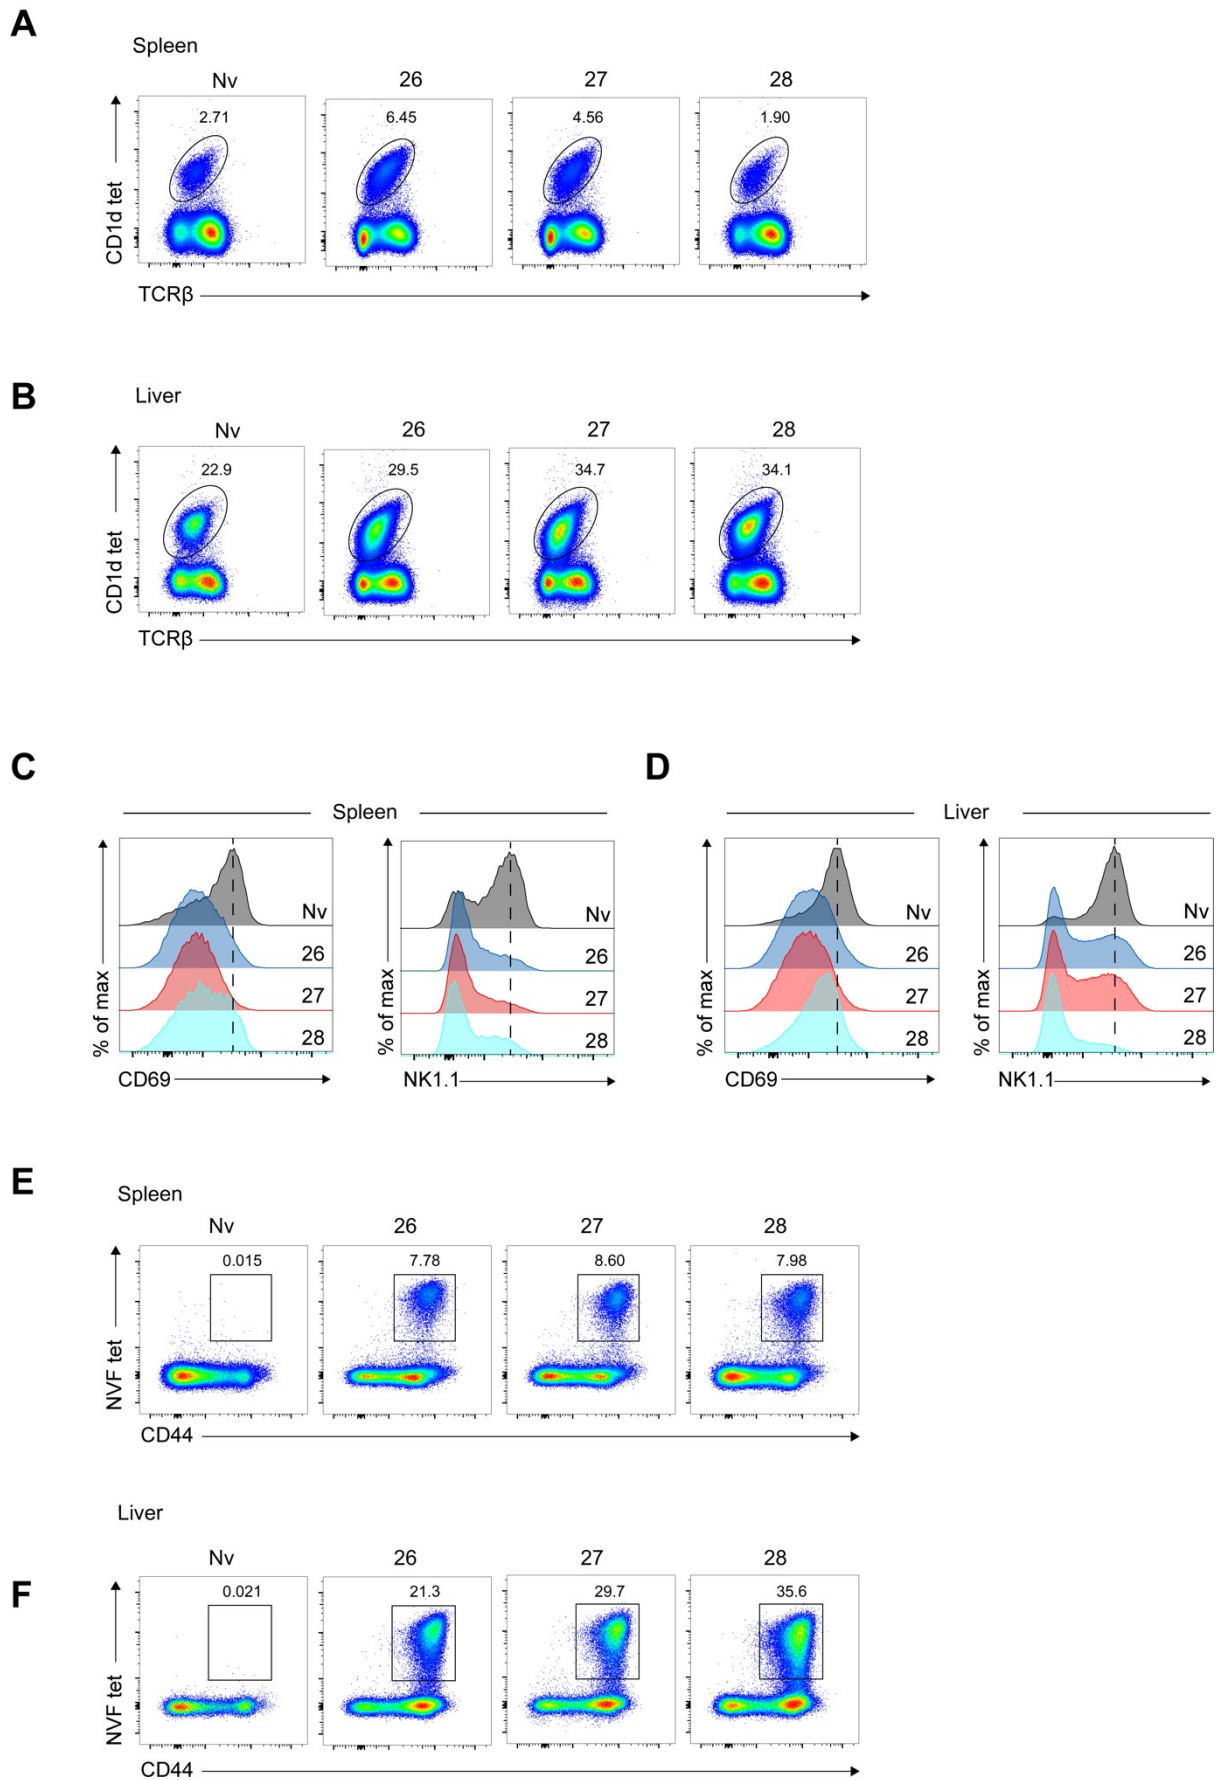 A
Spleen
Nv 26 27 28
2.71 6.45 4.56 1.90
CD1d tet
TCRβ
B
Liver
Nv 26 27 28
22.9 29.5 34.7 34.1
CD1d tet
TCRβ
C
Spleen
% of max
Nv
26
27
28
CD69
% of max
Nv
26
27
28
NK1.1
D
Liver
% of max
Nv
26
27
28
CD69
% of max
Nv
26
27
28
NK1.1
E
Spleen
Nv 26 27 28
0.015 7.78 8.60 7.98
NVF tet
CD44
F
Liver
Nv 26 27 28
0.021 21.3 29.7 35.6
NVF tet
CD44